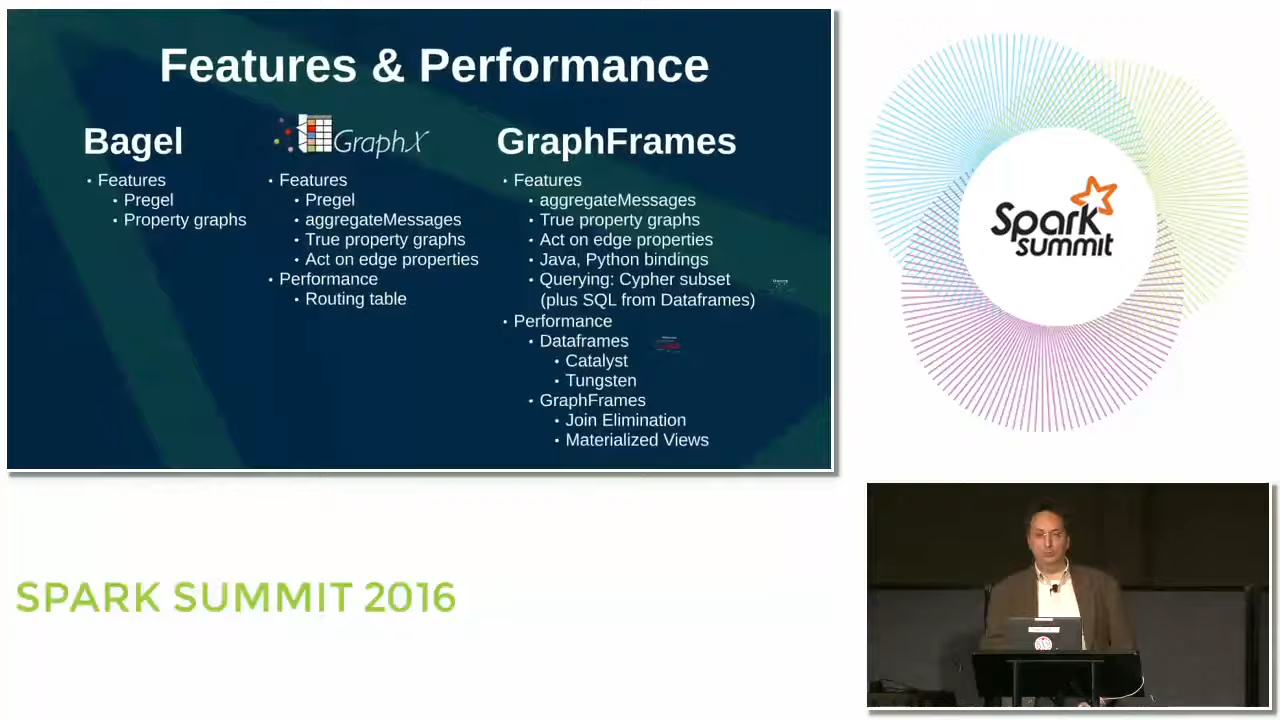 Features & Performance
Bagel
• Features
• Pregel
• Property graphs
GraphX
• Features
• Pregel
• aggregateMessages
• True property graphs
• Act on edge properties
• Performance
• Routing table
GraphFrames
• Features
• aggregateMessages
• True property graphs
• Act on edge properties
• Java, Python bindings
• Querying: Cypher subset
(plus SQL from Dataframes)
• Performance
• Dataframes
• Catalyst
• Tungsten
• GraphFrames
• Join Elimination
• Materialized Views
Spark
summit
SPARK SUMMIT 2016